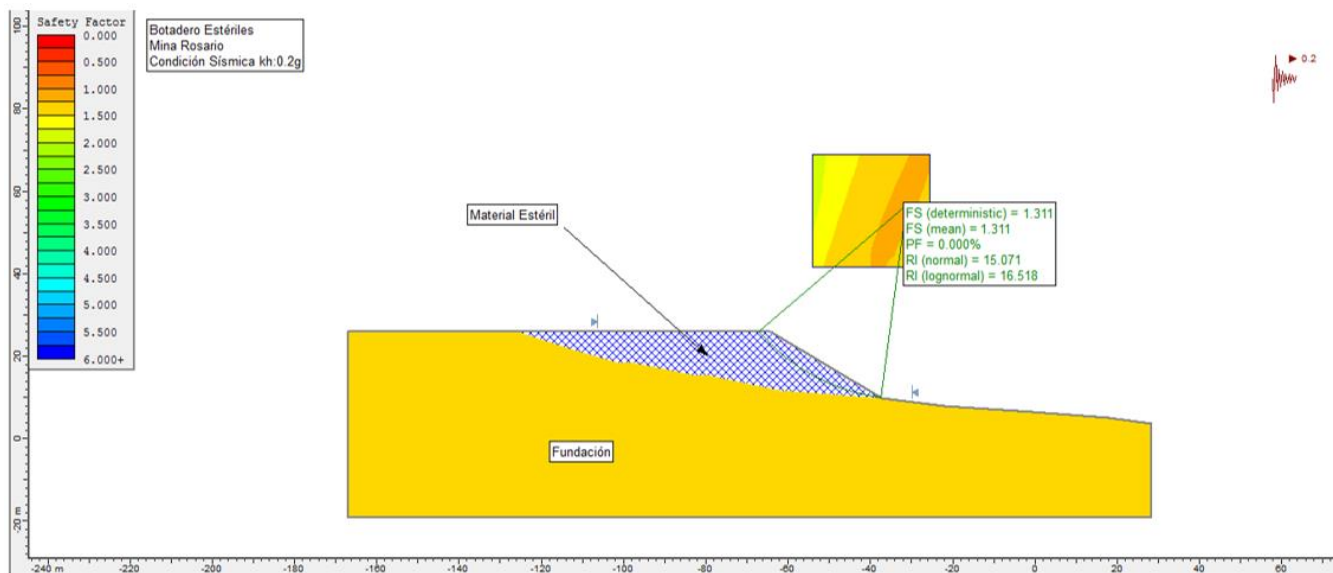 Safety Factor
0.000
0.500
1.000
1.500
2.000
2.500
3.000
3.500
4.000
4.500
5.000
5.500
6.000+
Botadero Estériles
Mina Rosario
Condición Sísmica kh:0.2g
0.2
Material Estéril
FS (deterministic) = 1.311
FS (mean) = 1.311
PF = 0.000%
RI (normal) = 15.071
RI (lognormal) = 16.518
Fundación
100
80
60
40
20
0
-20 m
-240 m
-220
-200
-180
-160
-140
-120
-100
-80
-60
-40
-20
0
20
40
60